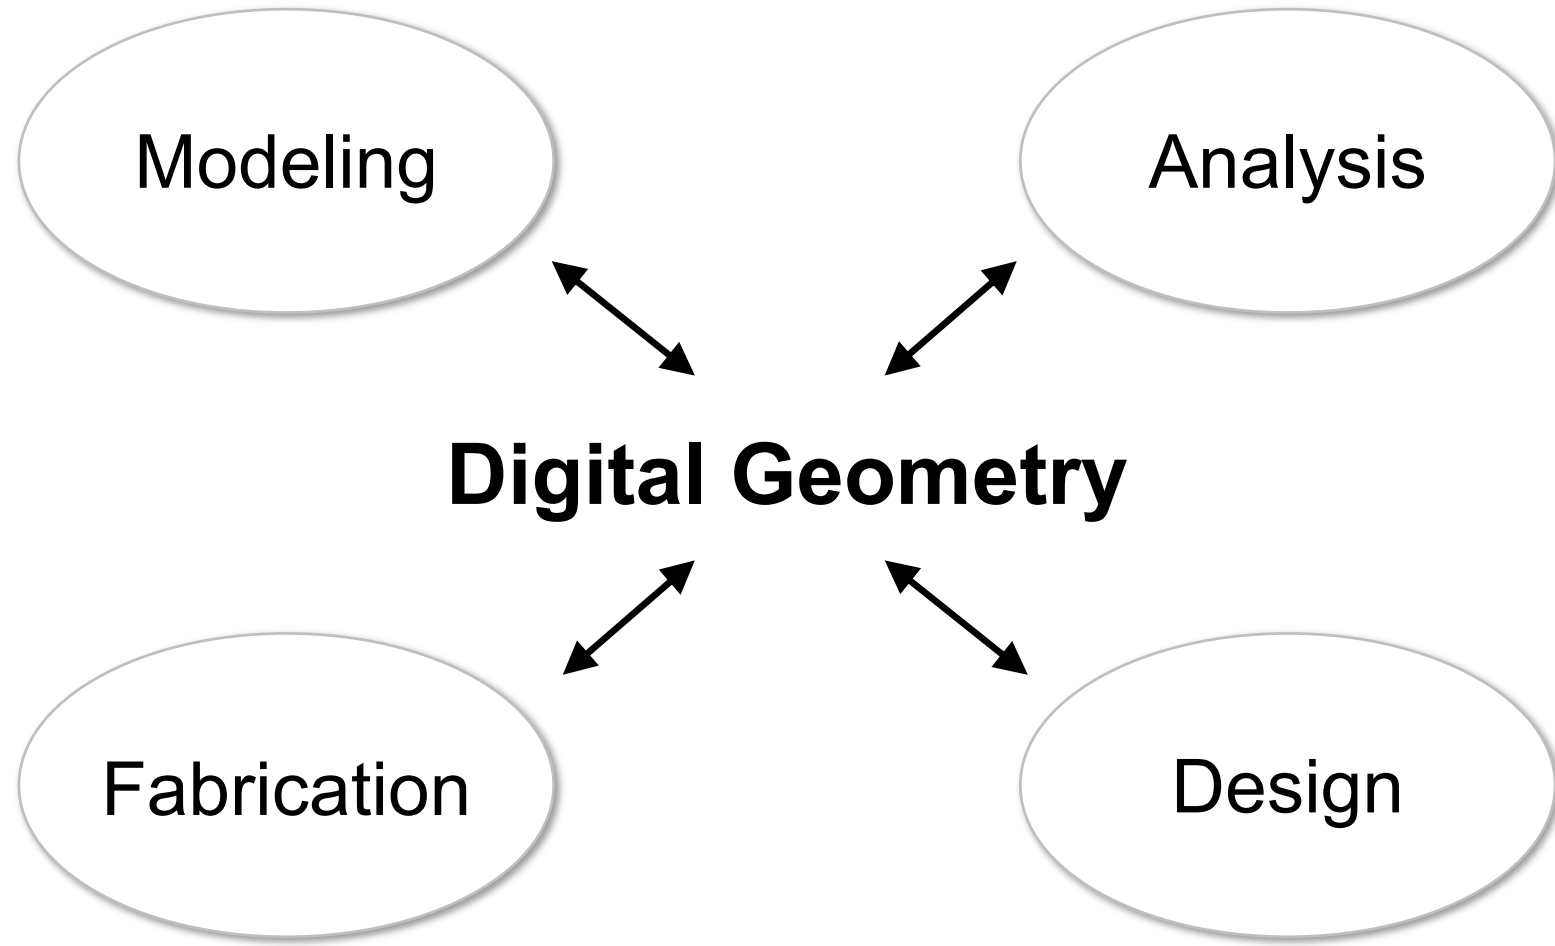 Modeling
Analysis
Digital Geometry
Fabrication
Design